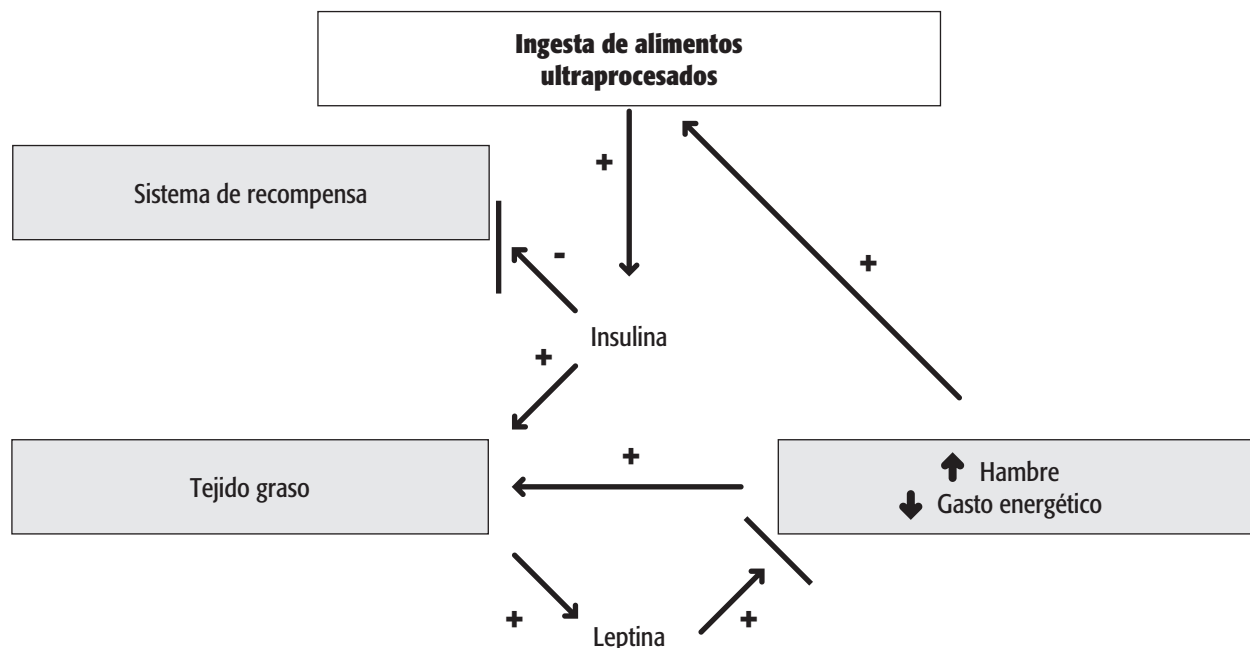 Ingesta de alimentos
ultraprocesados
+
Sistema de recompensa
-
+
Insulina
+
+
Tejido graso
Hambre
Gasto energético
+
Leptina
+